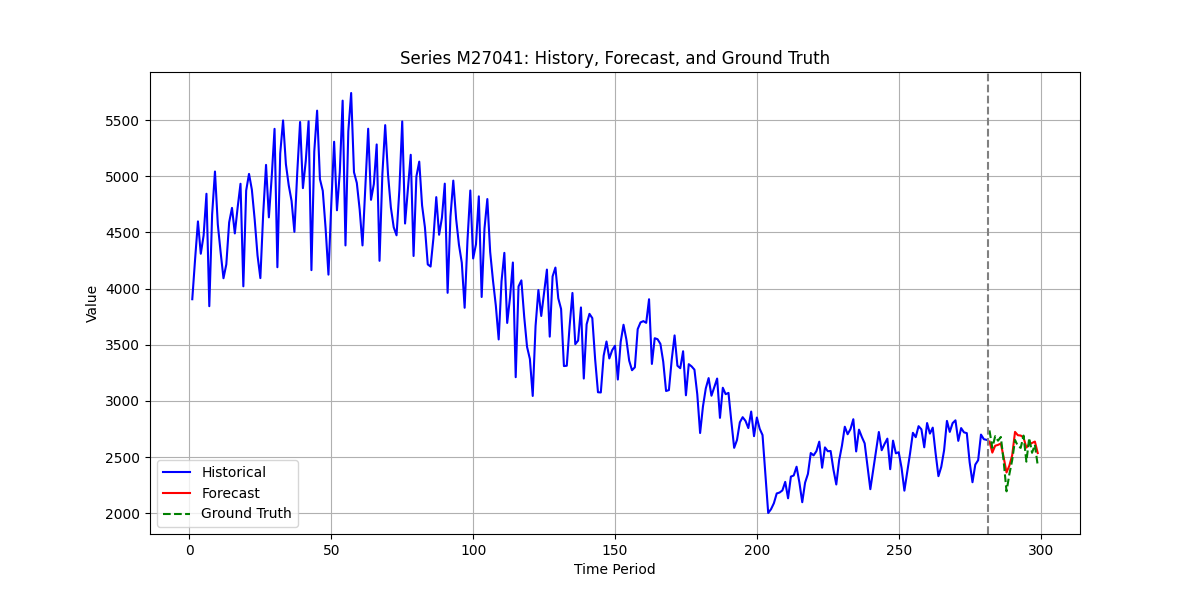 Series M27041: History, Forecast, and Ground Truth
5500
5000
4500
4000
3500
3000
2500
2000
Value
Historical
Forecast
Ground Truth
0 50 100 150 200 250 300
Time Period